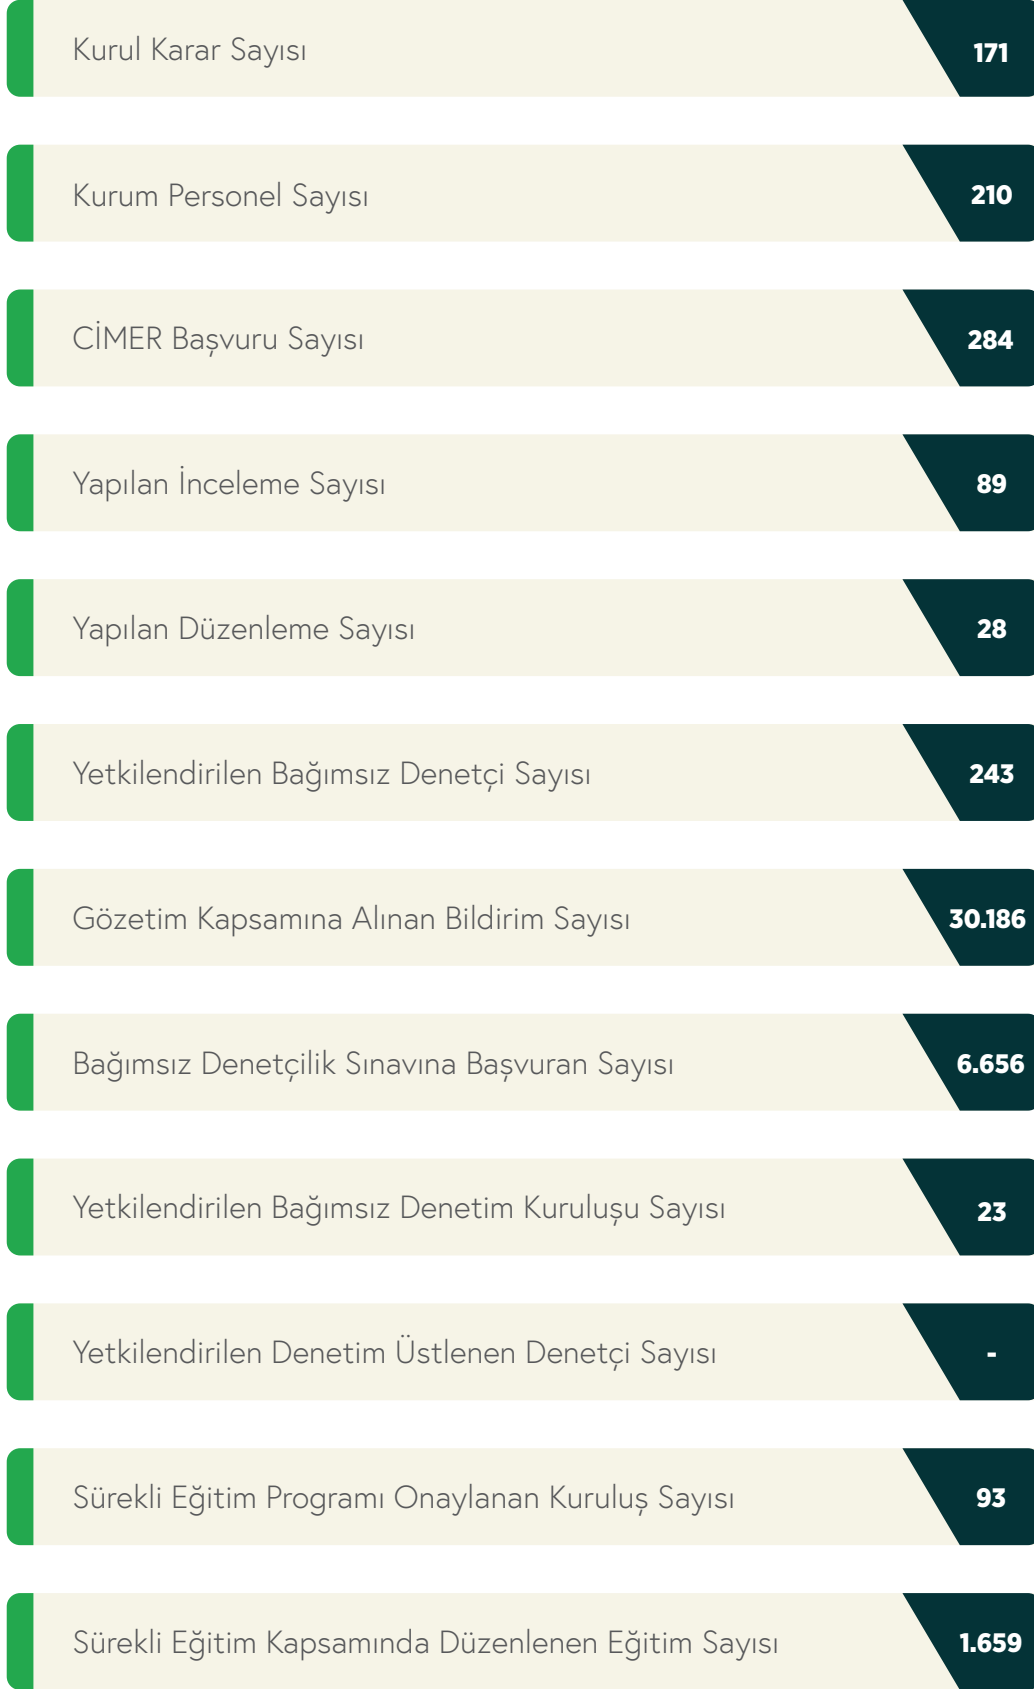 Kurul Karar Sayısı 171
Kurum Personel Sayısı 210
CİMER Başvuru Sayısı 284
Yapılan İnceleme Sayısı 89
Yapılan Düzenleme Sayısı 28
Yetkilendirilen Bağımsız Denetçi Sayısı 243
Gözetim Kapsamına Alınan Bildirim Sayısı 30.186
Bağımsız Denetçilik Sınavına Başvuran Sayısı 6.656
Yetkilendirilen Bağımsız Denetim Kuruluşu Sayısı 23
Yetkilendirilen Denetim Üstlenen Denetçi Sayısı -
Sürekli Eğitim Programı Onaylanan Kuruluş Sayısı 93
Sürekli Eğitim Kapsamında Düzenlenen Eğitim Sayısı 1.659